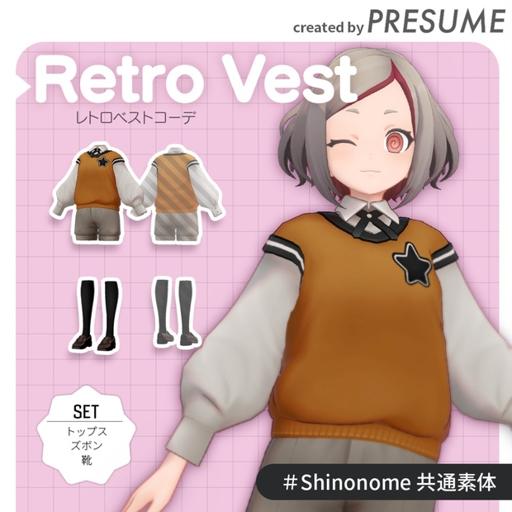 created by PRESUME
Retro Vest
レトロベストコーデ
SET
トップス
ズボン
靴
#Shinonome 共通素体